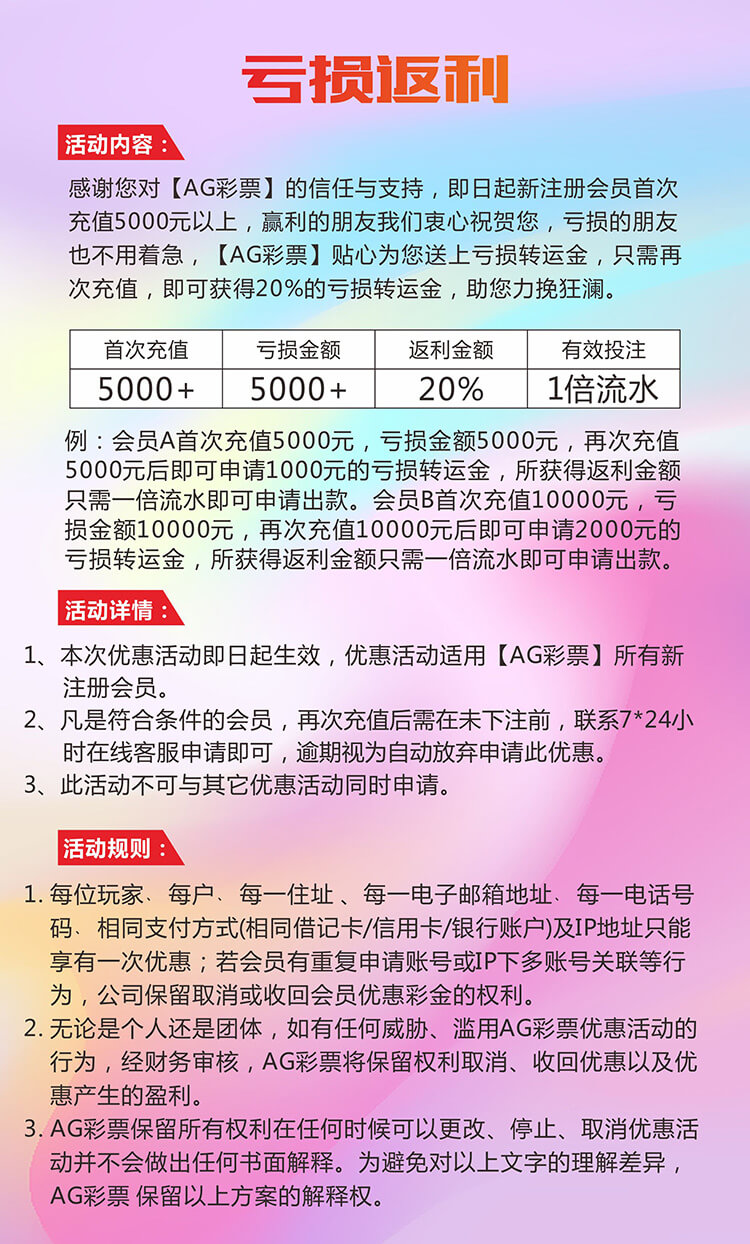 亏损返利
活动内容：
感谢您对【AG彩票】的信任与支持，即日起新注册会员首次
充值5000元以上，赢利的朋友我们衷心祝贺您，亏损的朋友
也不用着急，【AG彩票】贴心为您送上亏损转运金，只需再
次充值，即可获得20%的亏损转运金，助您力挽狂澜。
首次充值 亏损金额 返利金额 有效投注
5000+ 5000+ 20% 1倍流水
例：会员A首次充值5000元，亏损金额5000元，再次充值
5000元后即可申请1000元的亏损转运金，所获得返利金额
只需一倍流水即可申请出款。会员B首次充值10000元，亏
损金额10000元，再次充值10000元后即可申请2000元的
亏损转运金，所获得返利金额只需一倍流水即可申请出款。
活动详情：
1、本次优惠活动即日起生效，优惠活动适用【AG彩票】所有新
注册会员。
2、凡是符合条件的会员，再次充值后需在未下注前，联系7*24小
时在线客服申请即可，逾期视为自动放弃申请此优惠。
3、此活动不可与其它优惠活动同时申请。
活动规则：
1. 每位玩家、每户、每一住址 、每一电子邮箱地址、每一电话号
码、相同支付方式(相同借记卡/信用卡/银行账户)及IP地址只能
享有一次优惠；若会员有重复申请账号或IP下多账号关联等行
为，公司保留取消或收回会员优惠彩金的权利。
2. 无论是个人还是团体，如有任何威胁、滥用AG彩票优惠活动的
行为，经财务审核，AG彩票将保留权利取消、收回优惠以及优
惠产生的盈利。
3. AG彩票保留所有权利在任何时候可以更改、停止、取消优惠活
动并不会做出任何书面解释。为避免对以上文字的理解差异，
AG彩票 保留以上方案的解释权。